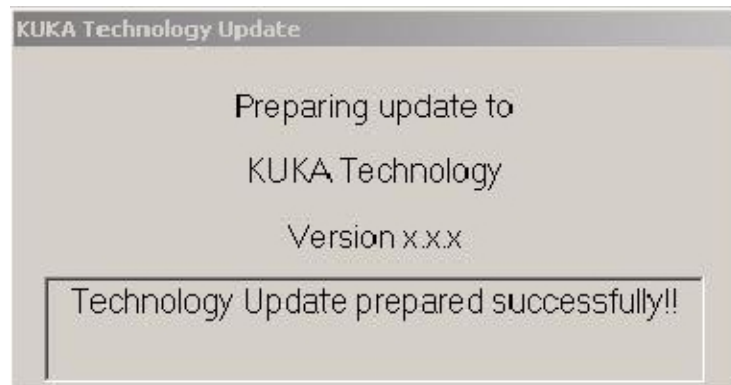 KUKA Technology Update
Preparing update to
KUKA Technology
Version x.x.x
Technology Update prepared successfully!!